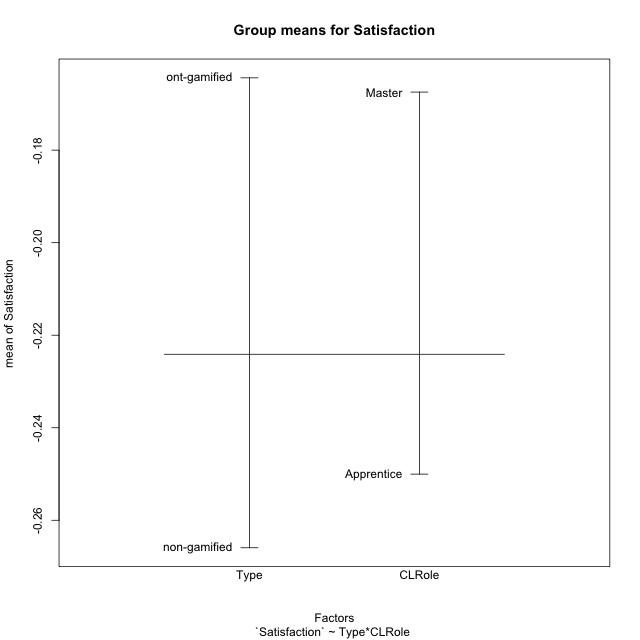 Group means for Satisfaction
mean of Satisfaction
-0.18
-0.20
-0.22
-0.24
-0.26
ont-gamified
Master
Apprentice
non-gamified
Type
CLRole
Factors
`Satisfaction` ~ Type*CLRole